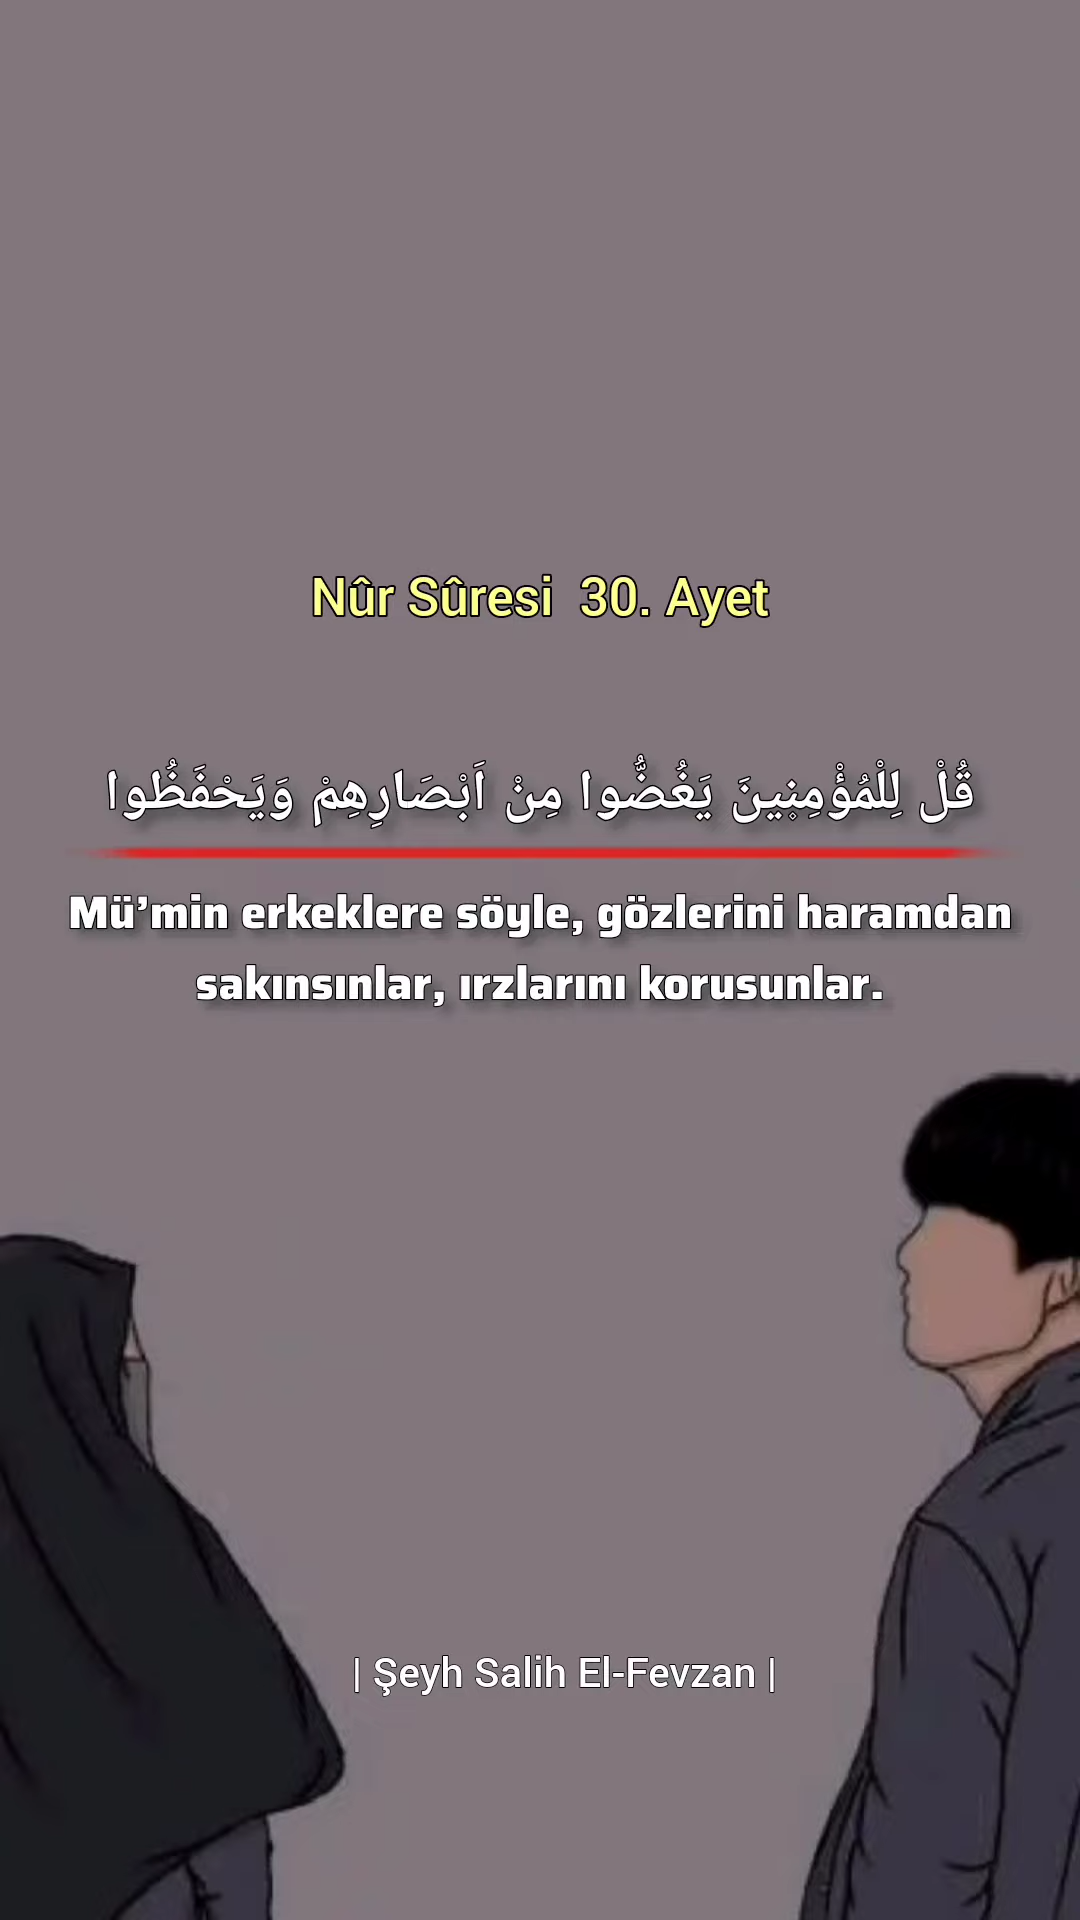 Nûr Sûresi 30. Ayet
قُلْ لِلْمُؤْمِن۪ينَ يَغُضُّوا مِنْ اَبْصَارِهِمْ وَيَحْفَظُوا
Mü’min erkeklere söyle, gözlerini haramdan
sakınsınlar, ırzlarını korusunlar.
| Şeyh Salih El-Fevzan |